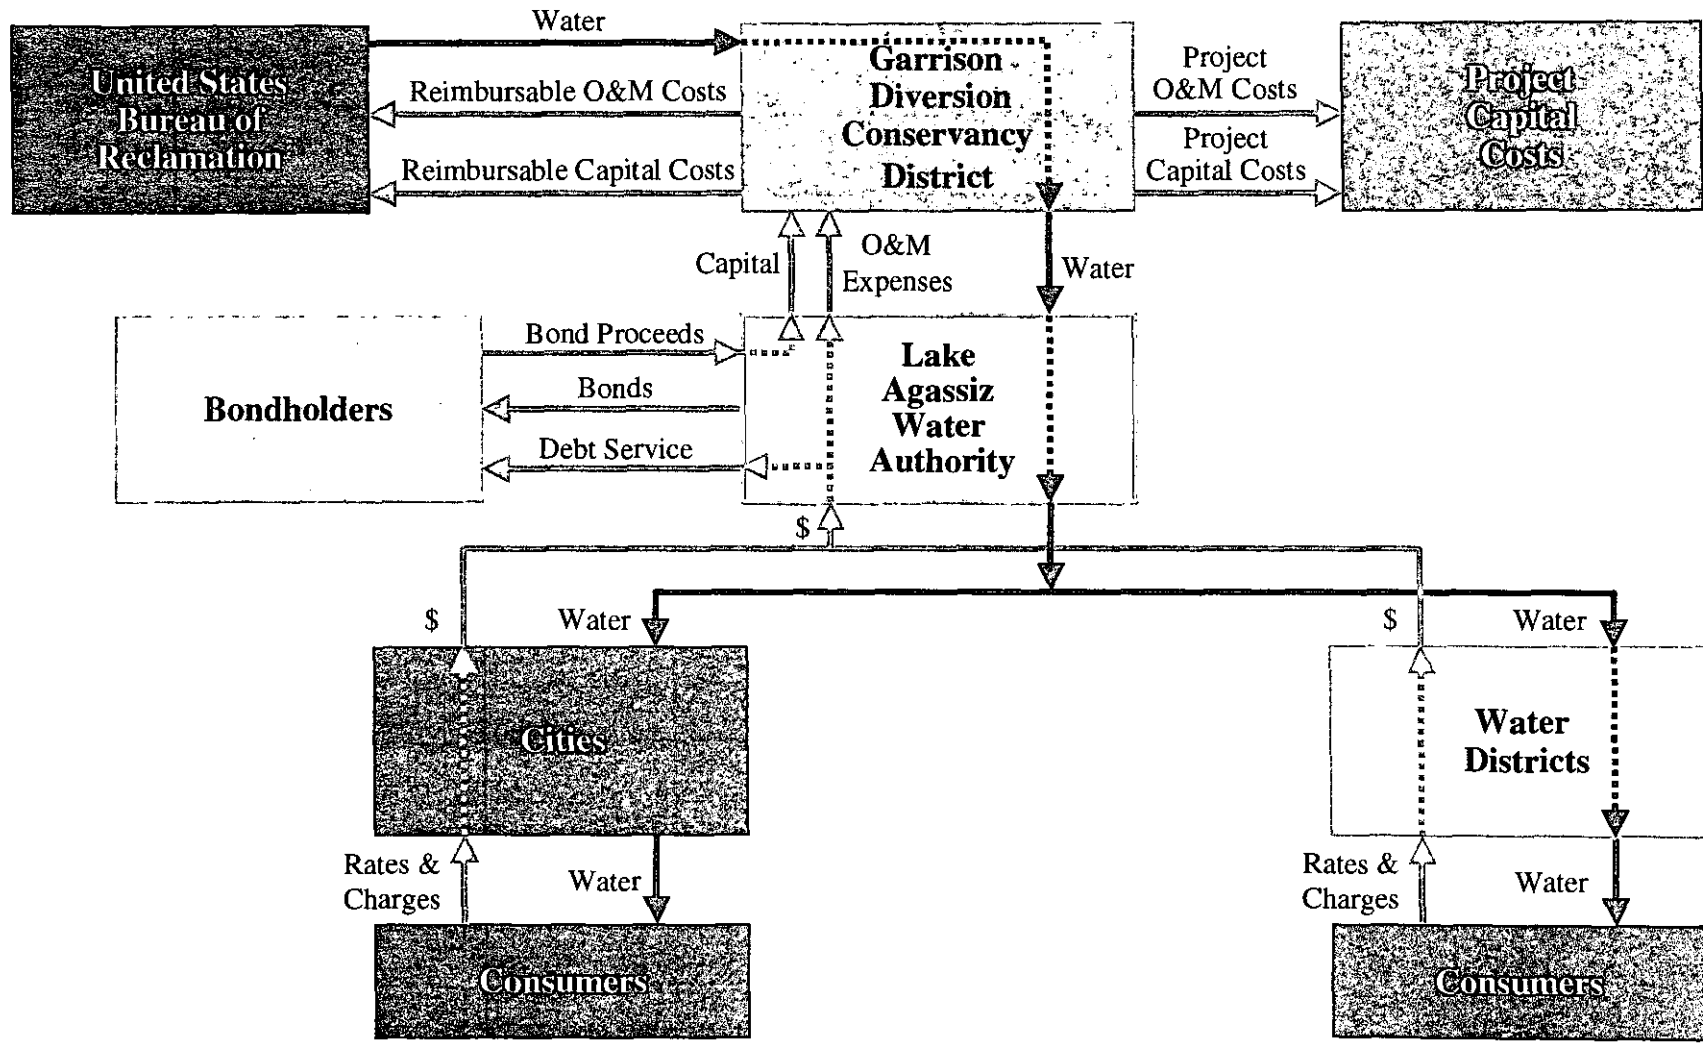 Water
United States
Bureau of
Reclamation
Reimbursable O&M Costs
Reimbursable Capital Costs
Garrison
Diversion
Conservancy
District
Project
O&M Costs
Project
Capital Costs
Project
Capital
Costs
Capital
O&M
Expenses
Water
Bondholders
Bond Proceeds
Bonds
Debt Service
Lake
Agassiz
Water
Authority
$
$
Water
$
Water
Cities
Water
Districts
Rates &
Charges
Water
Rates &
Charges
Water
Consumers
Consumers